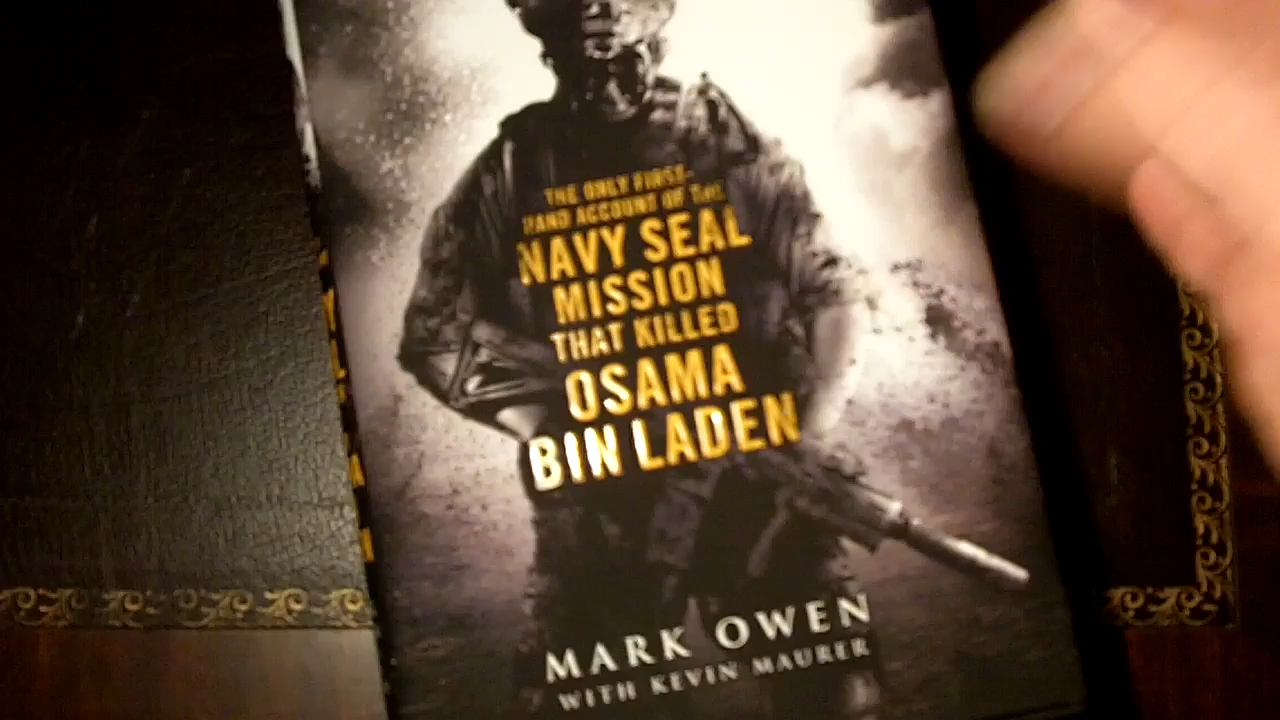 THE ONLY FIRST-
HAND ACCOUNT OF THE
NAVY SEAL
MISSION
THAT KILLED
OSAMA
BIN LADEN
MARK OWEN
WITH KEVIN MAURER